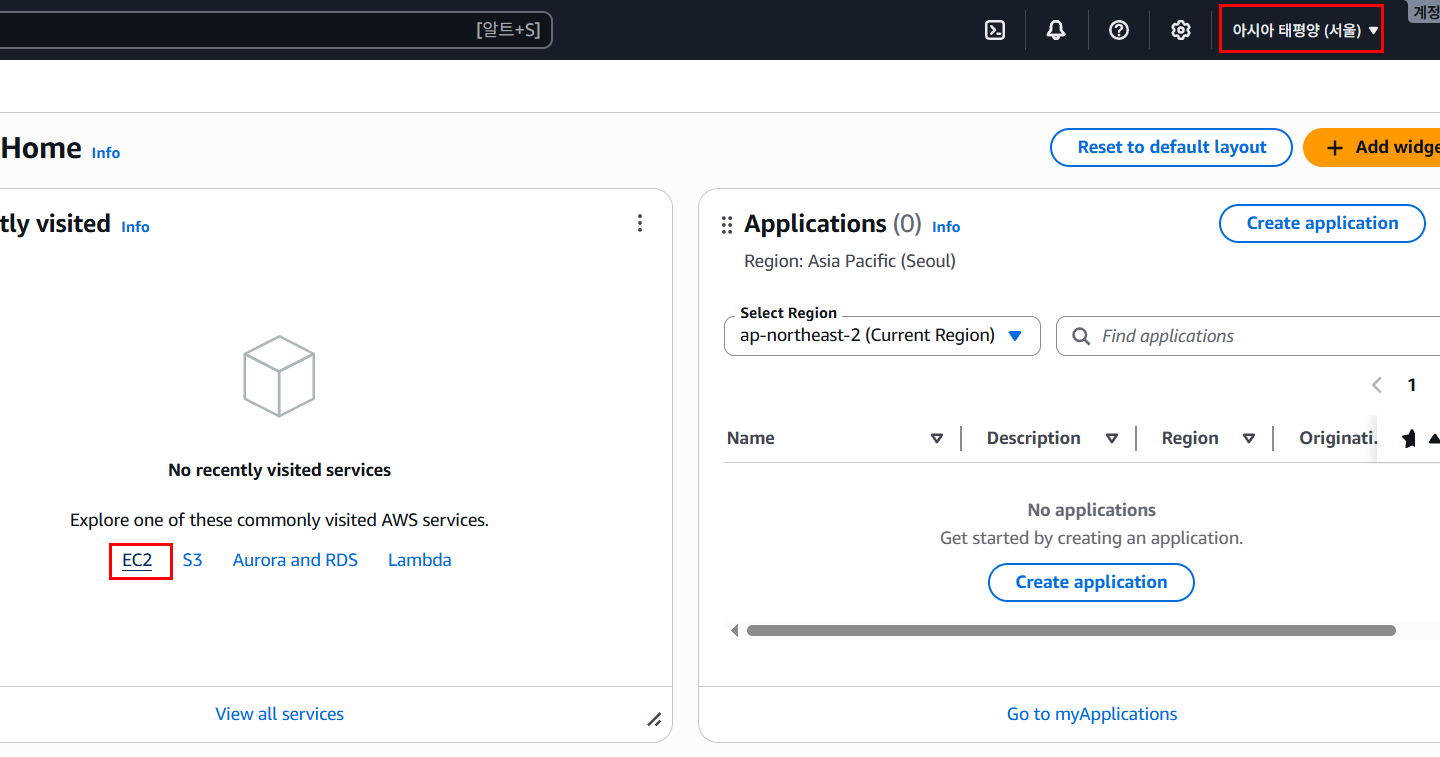 [알트+S]
아시아 태평양 (서울)
계정
Home Info
Reset to default layout
+ Add widge
tly visited Info
Applications (0) Info
Create application
Region: Asia Pacific (Seoul)
Select Region
ap-northeast-2 (Current Region)
Find applications
1
Name
Description
Region
Originati.
No recently visited services
Explore one of these commonly visited AWS services.
EC2 S3 Aurora and RDS Lambda
No applications
Get started by creating an application.
Create application
View all services
Go to myApplications